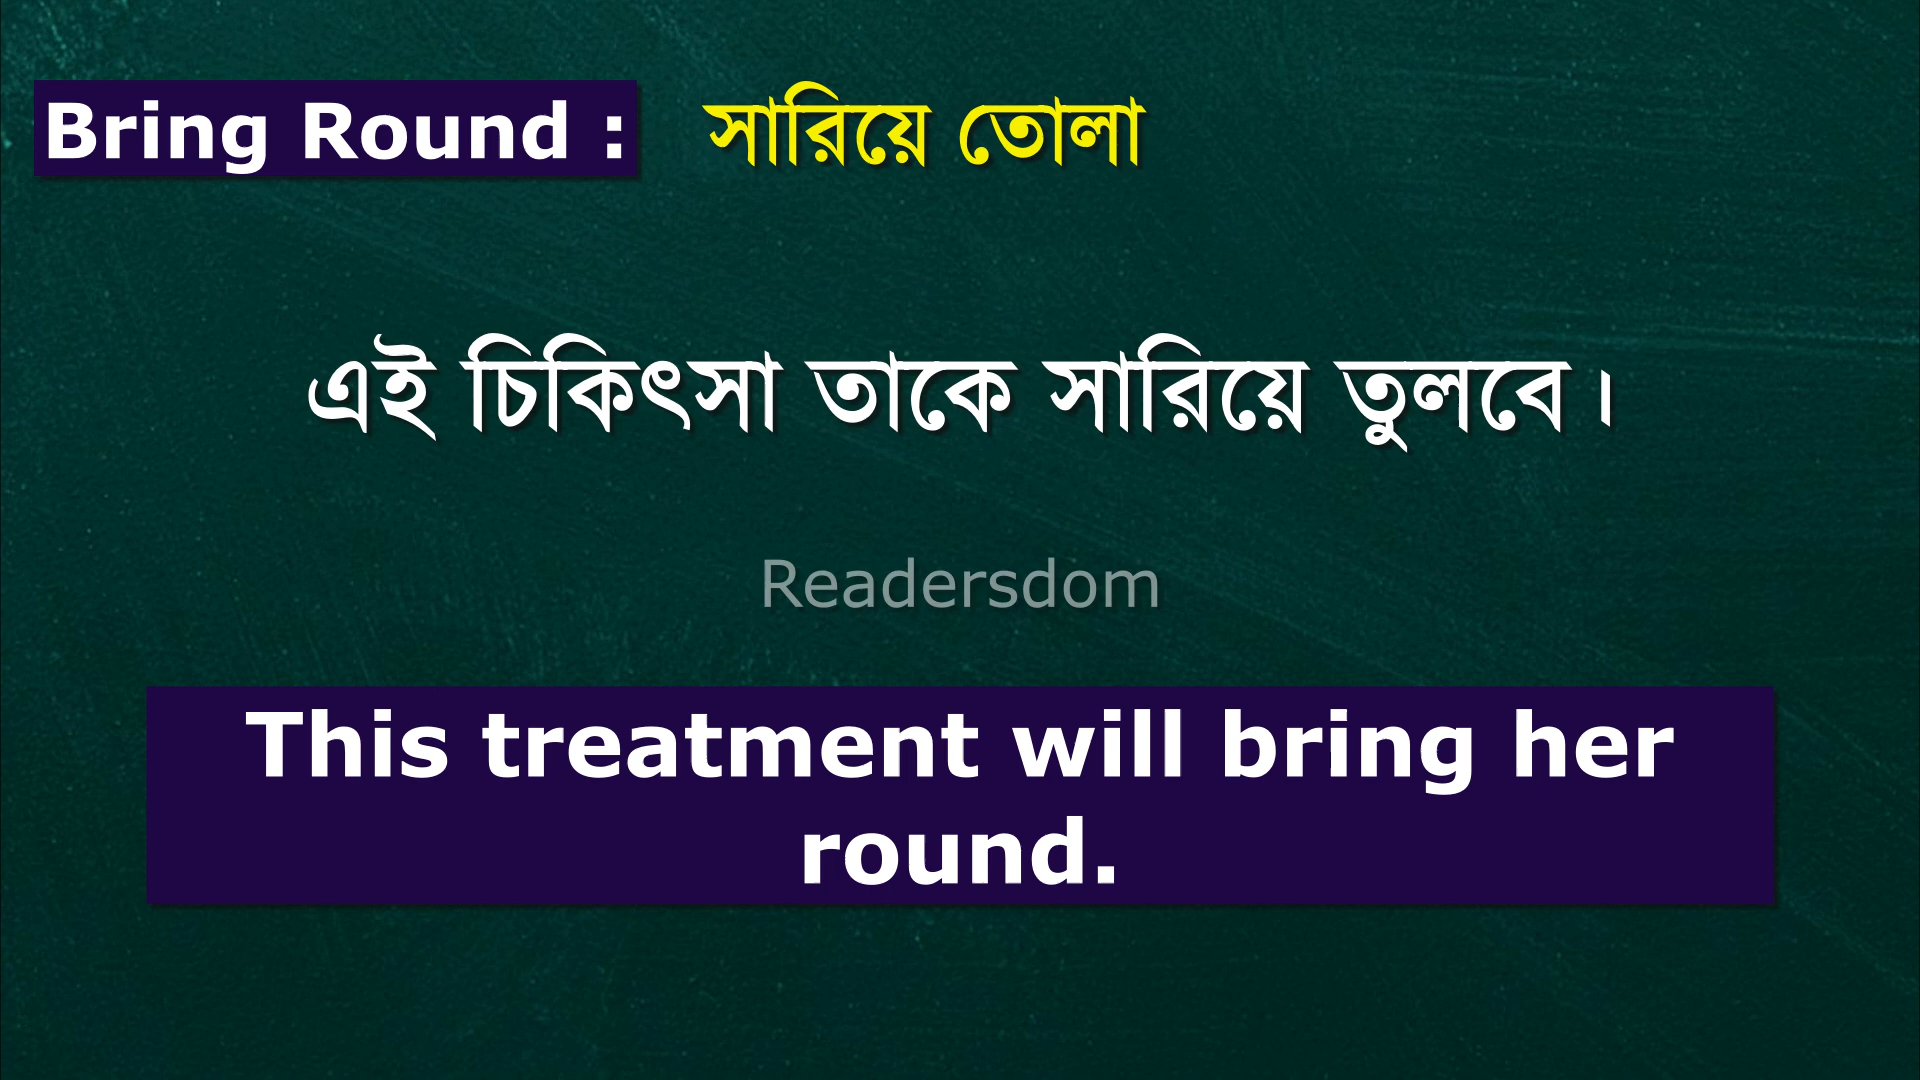 Bring Round : সারিয়ে তোলা
এই চিকিৎসা তাকে সারিয়ে তুলবে।
Readersdom
This treatment will bring her
round.